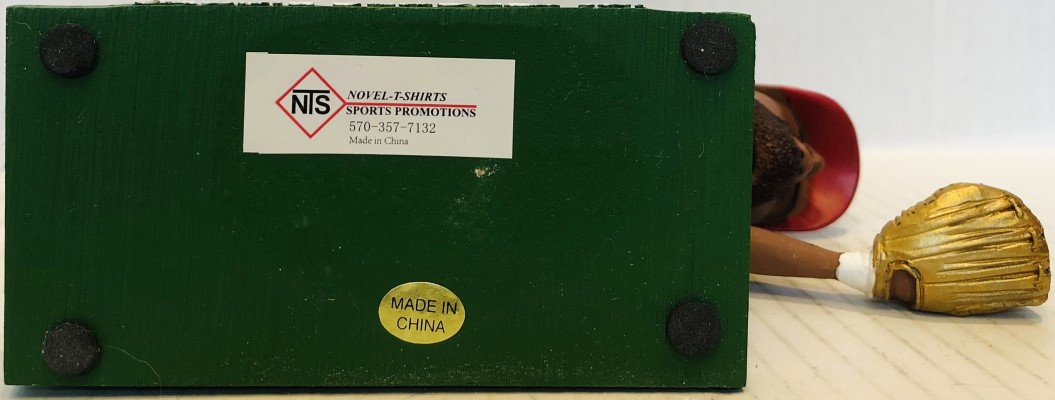 NTS
NOVEL-T-SHIRTS
SPORTS PROMOTIONS
570-357-7132
Made in China
MADE IN
CHINA